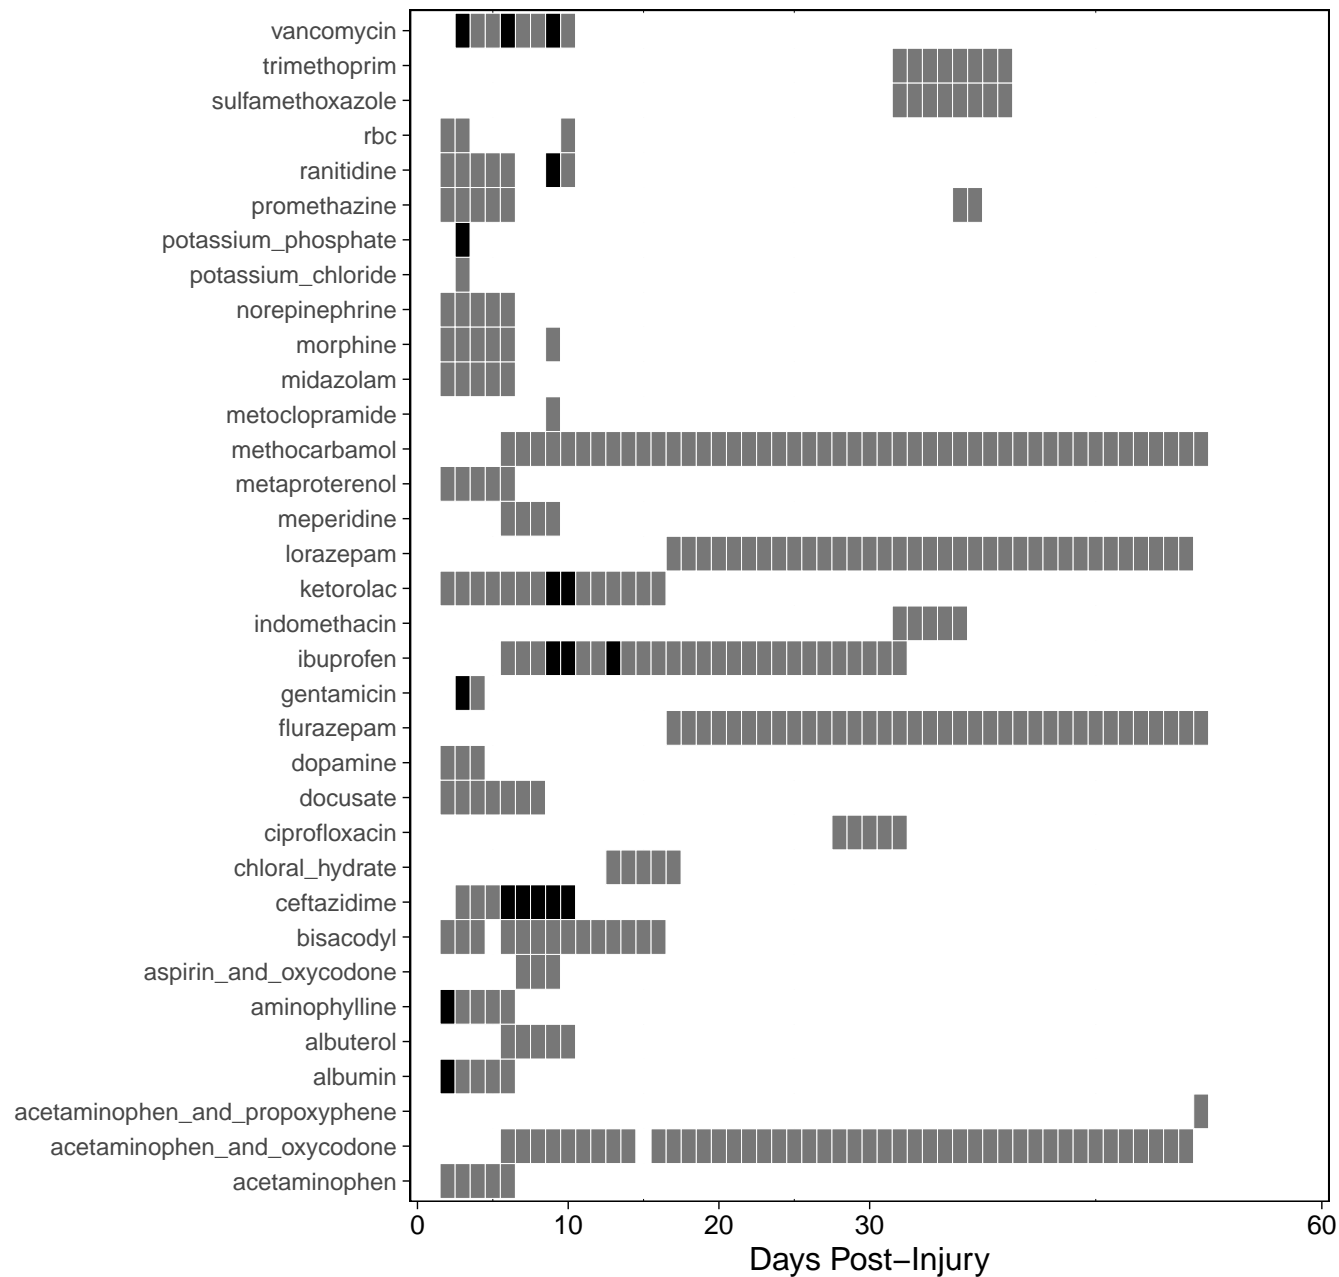 vancomycin
trimethoprim
sulfamethoxazole
rbc
ranitidine
promethazine
potassium_phosphate
potassium_chloride
norepinephrine
morphine
midazolam
metoclopramide
methocarbamol
metaproterenol
meperidine
lorazepam
ketorolac
indomethacin
ibuprofen
gentamicin
flurazepam
dopamine
docusate
ciprofloxacin
chloral_hydrate
ceftazidime
bisacodyl
aspirin_and_oxycodone
aminophylline
albuterol
albumin
acetaminophen_and_propoxyphene
acetaminophen_and_oxycodone
acetaminophen
0 10 20 30 60
Days Post−Injury